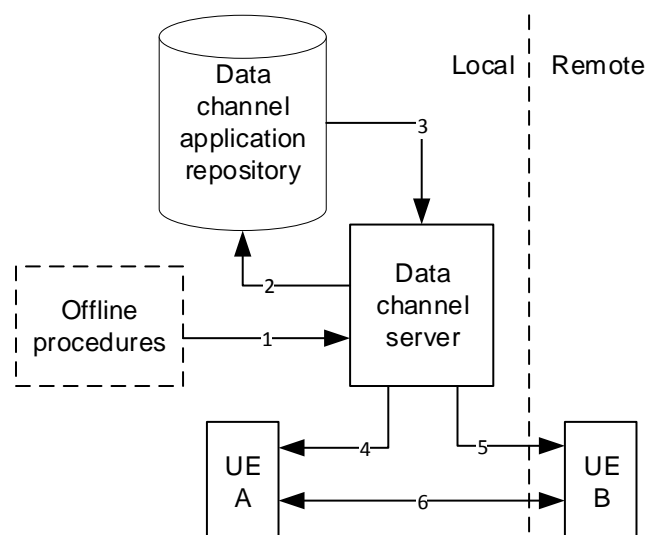 Data
channel
application
repository
Local
Remote
3
2
Data
channel
server
Offline
procedures
1
4
5
UE
A
6
UE
B